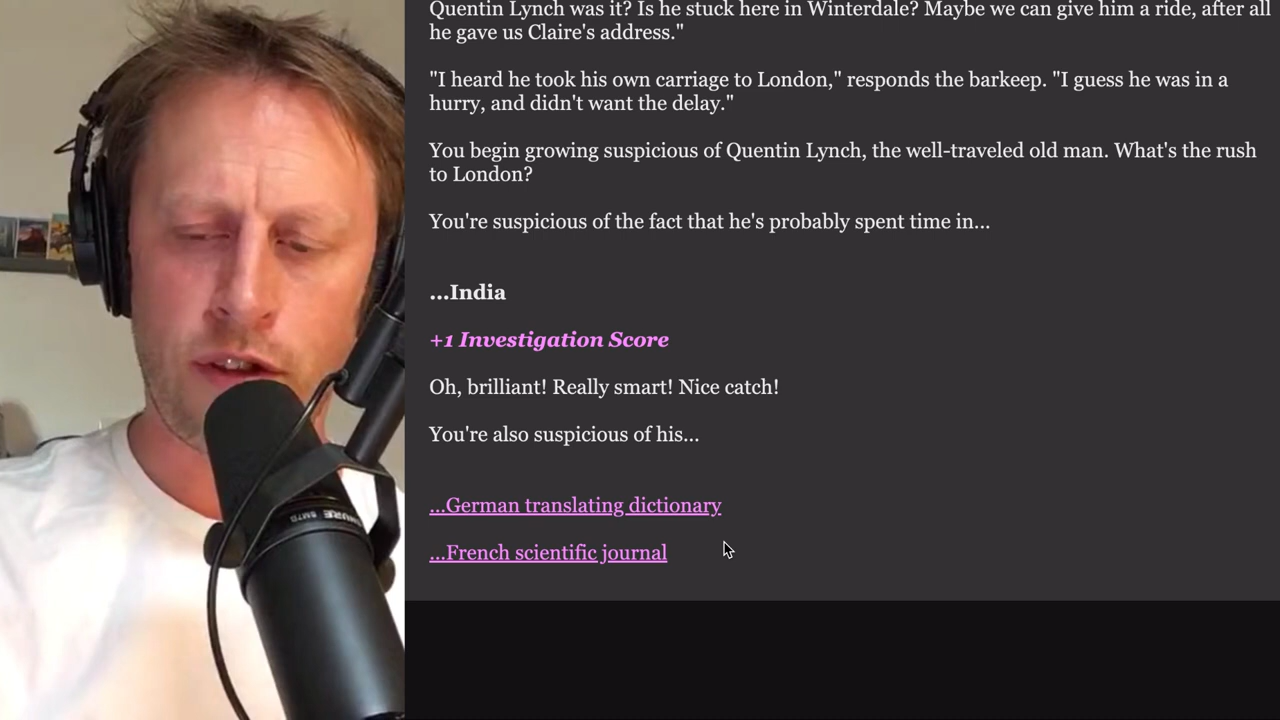 Quentin Lynch was it? Is he stuck here in Winterdale? Maybe we can give him a ride, after all
he gave us Claire's address."
"I heard he took his own carriage to London," responds the barkeep. "I guess he was in a
hurry, and didn't want the delay."
You begin growing suspicious of Quentin Lynch, the well-traveled old man. What's the rush
to London?
You're suspicious of the fact that he's probably spent time in...
...India
+1 Investigation Score
Oh, brilliant! Really smart! Nice catch!
You're also suspicious of his...
...German translating dictionary
...French scientific journal
SHURE SM7B